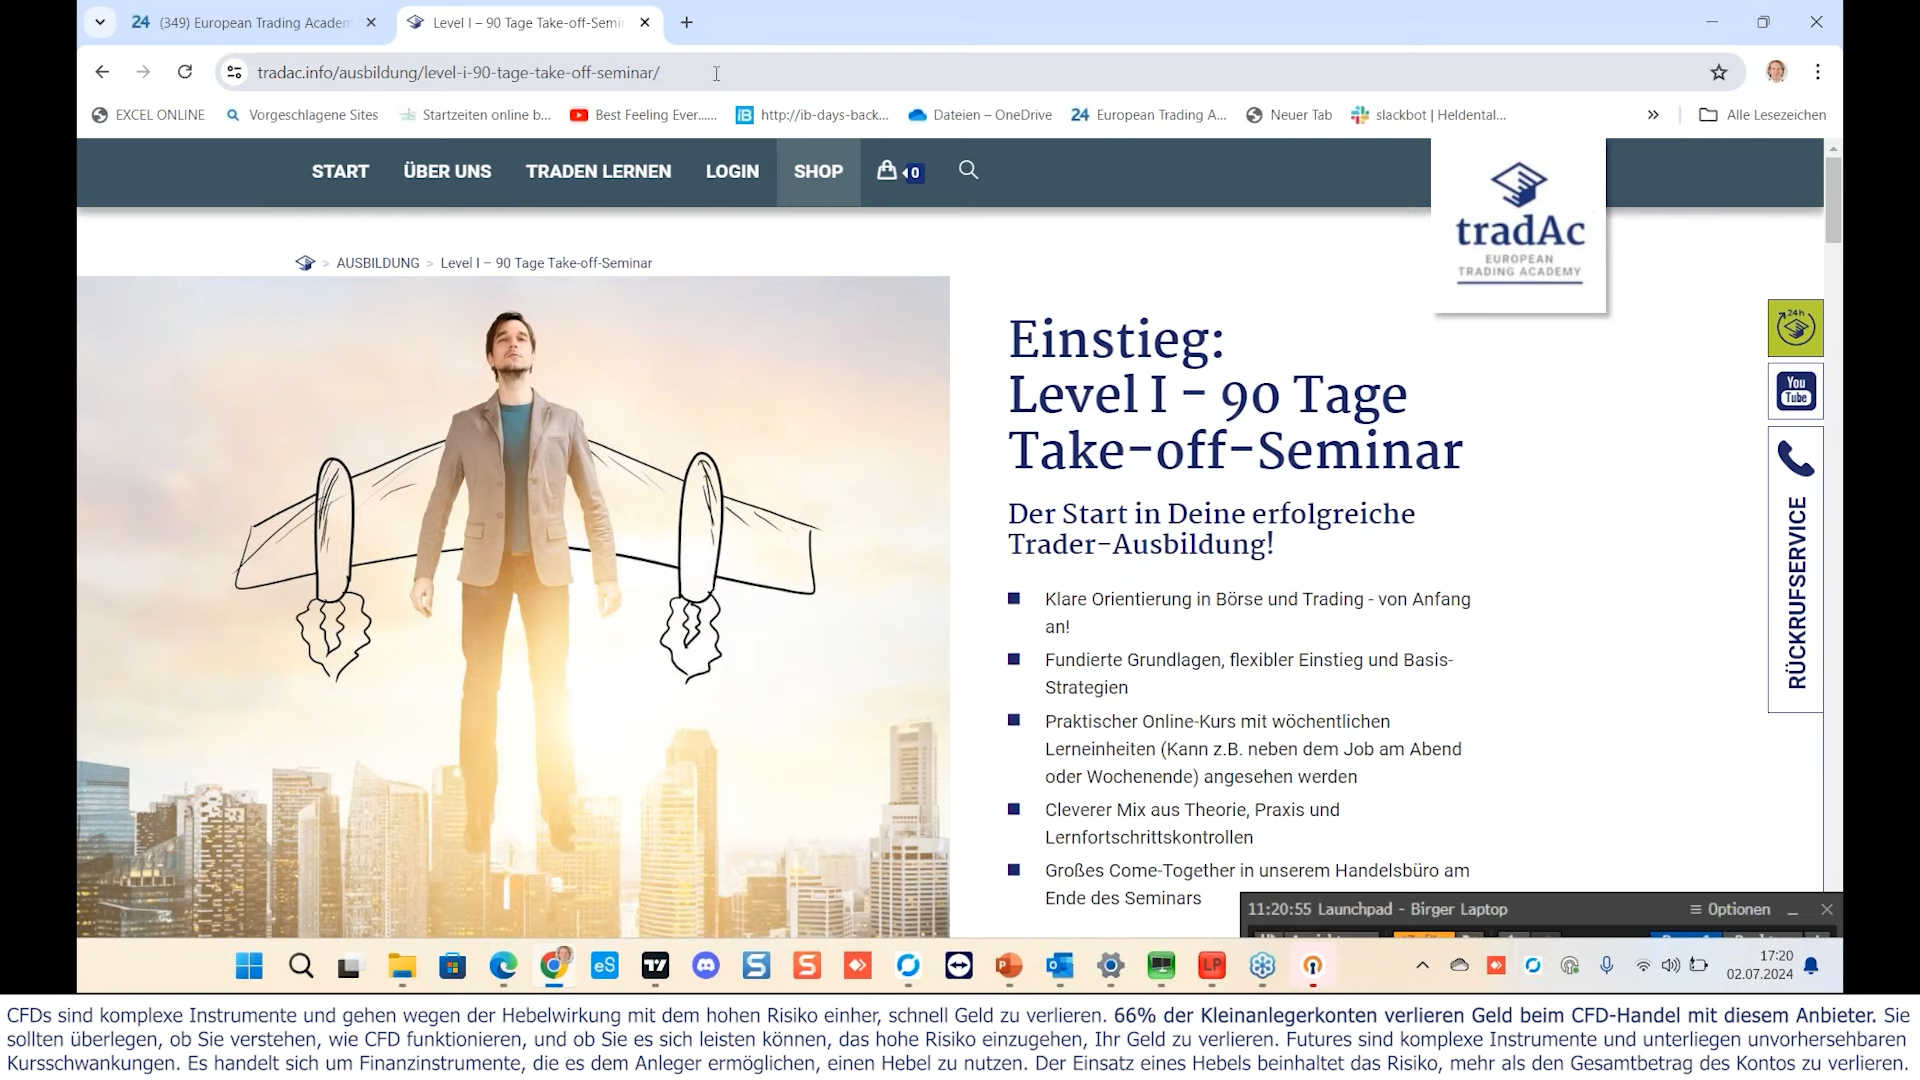 24 (349) European Trading Academ
Level I – 90 Tage Take-off-Semi
tradac.info/ausbildung/level-i-90-tage-take-off-seminar/
EXCEL ONLINE Vorgeschlagene Sites Startzeiten online b... Best Feeling Ever...... http://ib-days-back... Dateien – OneDrive 24 European Trading A... Neuer Tab slackbot | Heldental... » Alle Lesezeichen
START ÜBER UNS TRADEN LERNEN LOGIN SHOP 0
tradAc
EUROPEAN
TRADING ACADEMY
> AUSBILDUNG > Level I – 90 Tage Take-off-Seminar
Einstieg:
Level I - 90 Tage
Take-off-Seminar
Der Start in Deine erfolgreiche
Trader-Ausbildung!
Klare Orientierung in Börse und Trading - von Anfang
an!
Fundierte Grundlagen, flexibler Einstieg und Basis-
Strategien
Praktischer Online-Kurs mit wöchentlichen
Lerneinheiten (Kann z.B. neben dem Job am Abend
oder Wochenende) angesehen werden
Cleverer Mix aus Theorie, Praxis und
Lernfortschrittskontrollen
Großes Come-Together in unserem Handelsbüro am
Ende des Seminars
24h
You
Tube
RÜCKRUFSERVICE
11:20:55 Launchpad - Birger Laptop
Optionen
eS
LP
17:20
02.07.2024
CFDs sind komplexe Instrumente und gehen wegen der Hebelwirkung mit dem hohen Risiko einher, schnell Geld zu verlieren. 66% der Kleinanlegerkonten verlieren Geld beim CFD-Handel mit diesem Anbieter. Sie
sollten überlegen, ob Sie verstehen, wie CFD funktionieren, und ob Sie es sich leisten können, das hohe Risiko einzugehen, Ihr Geld zu verlieren. Futures sind komplexe Instrumente und unterliegen unvorhersehbaren
Kursschwankungen. Es handelt sich um Finanzinstrumente, die es dem Anleger ermöglichen, einen Hebel zu nutzen. Der Einsatz eines Hebels beinhaltet das Risiko, mehr als den Gesamtbetrag des Kontos zu verlieren.